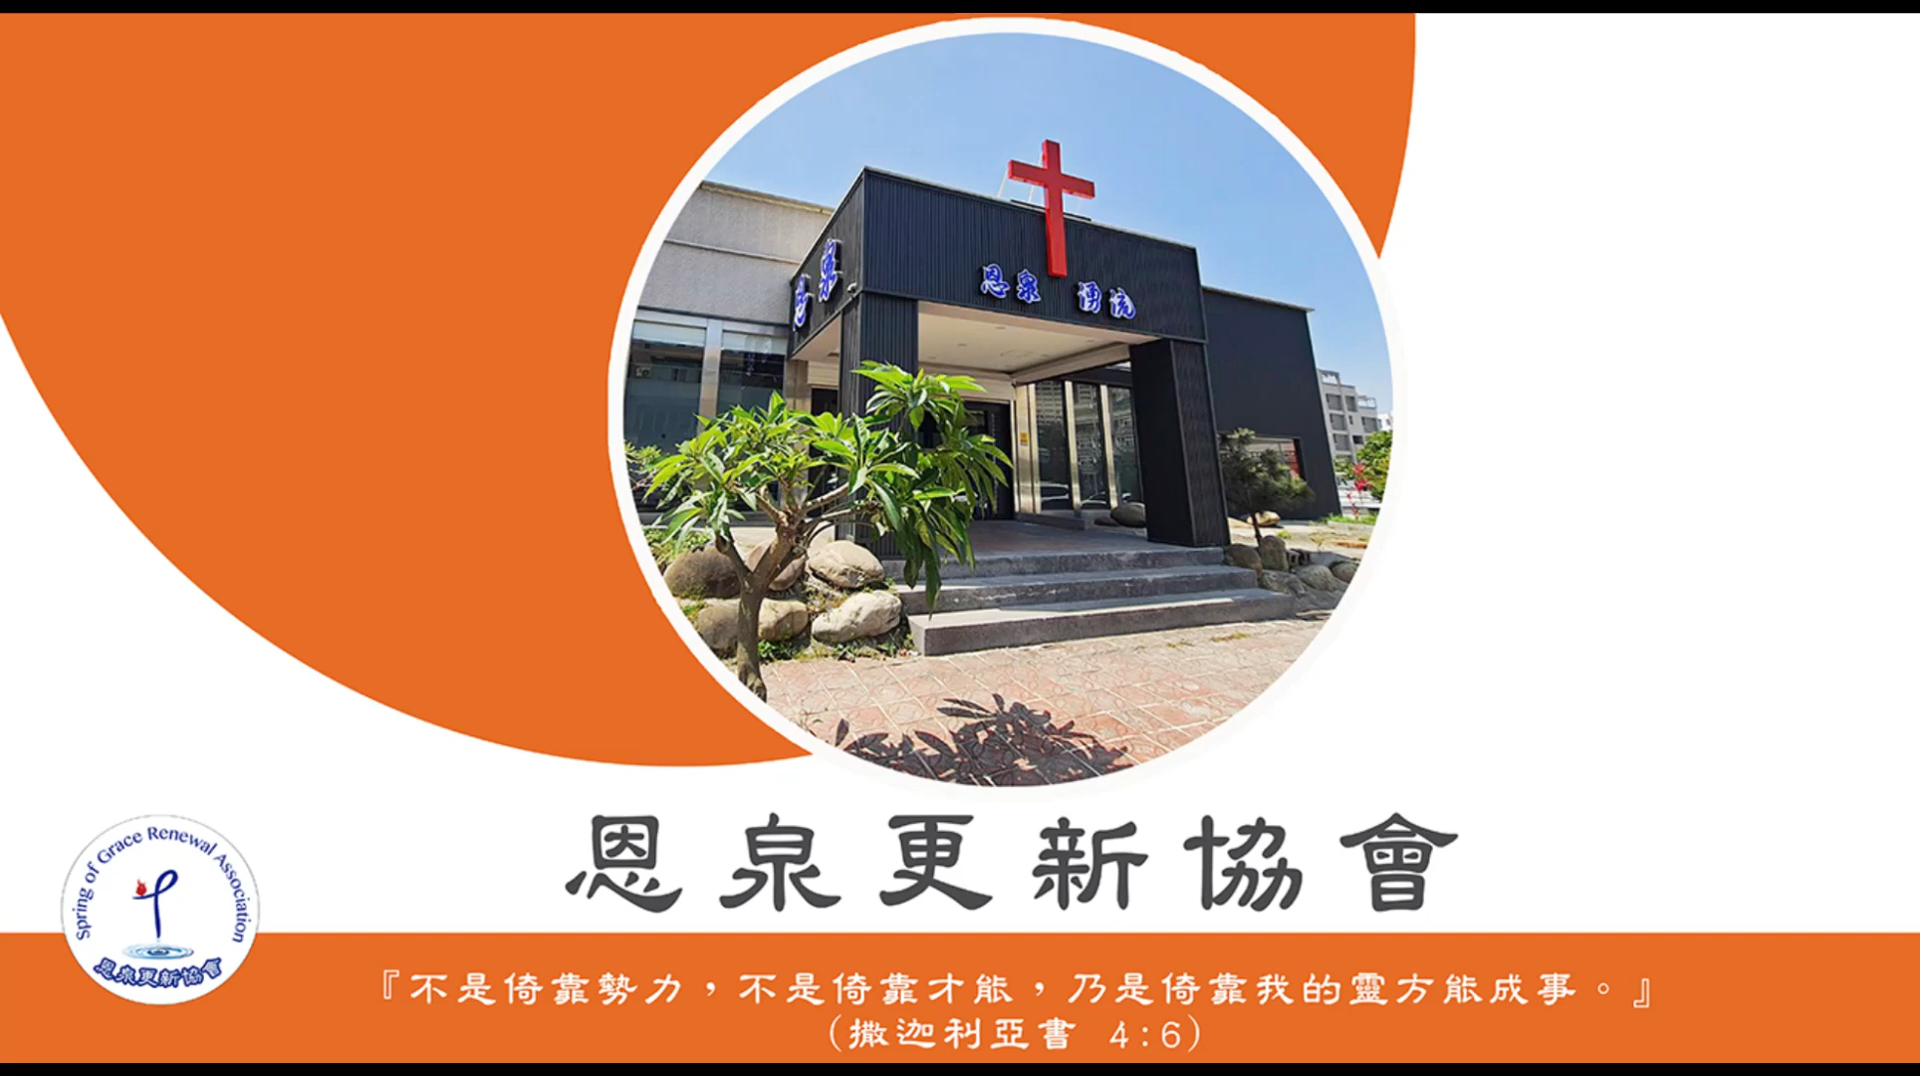 恩泉
恩泉 湧流
恩泉更新協會
Spring of Grace Renewal Association
恩泉更新協會
『不是倚靠勢力，不是倚靠才能，乃是倚靠我的靈方能成事。』
(撒迦利亞書 4:6)